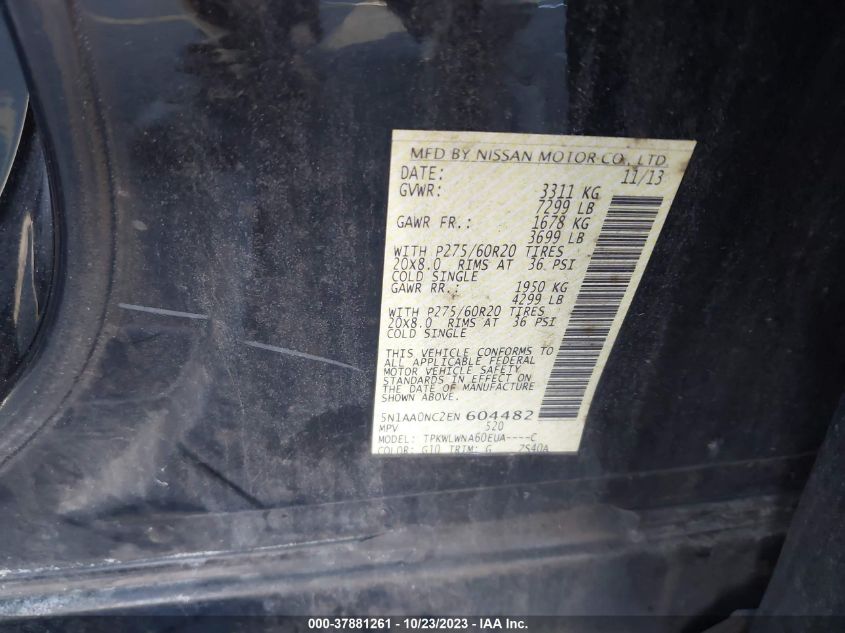 MFD BY NISSAN MOTOR CO., LTD.
DATE: 11/13
GVWR: 3311 KG
7299 LB
GAWR FR.: 1678 KG
3699 LB
WITH P275/60R20 TIRES
20X8.0 RIMS AT 36 PSI
COLD SINGLE
GAWR RR.: 1950 KG
4299 LB
WITH P275/60R20 TIRES
20X8.0 RIMS AT 36 PSI
COLD SINGLE
THIS VEHICLE CONFORMS TO
ALL APPLICABLE FEDERAL
MOTOR VEHICLE SAFETY
STANDARDS IN EFFECT ON
THE DATE OF MANUFACTURE
SHOWN ABOVE.
5N1AA0NC2EN 604482
MPV 520
MODEL: TPKWLWNA60EUA----C
COLOR: G10 TRIM: G ZS40A
000-37881261 - 10/23/2023 - IAA Inc.